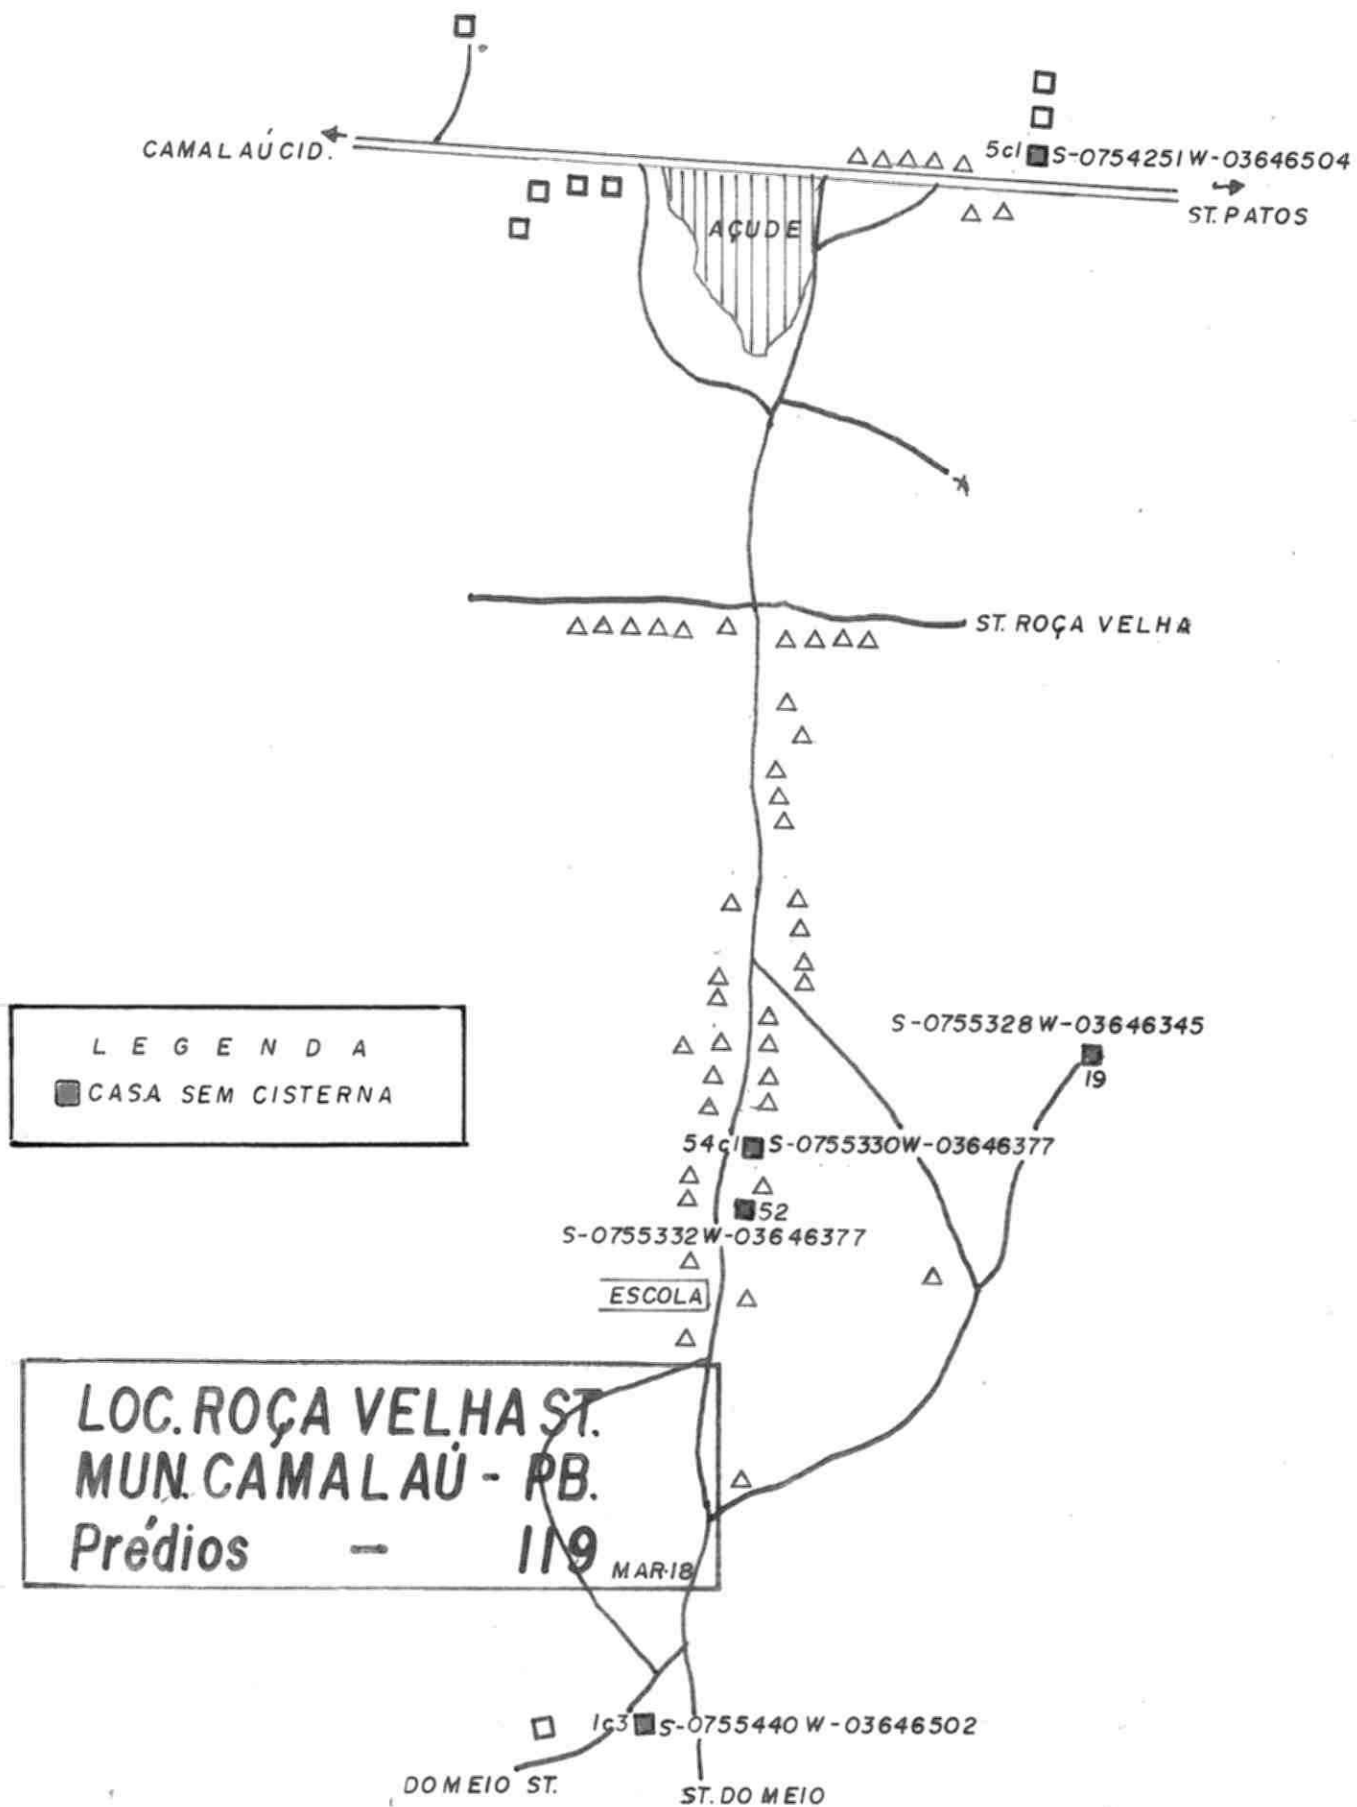 CAMALAÚ CID.
5c1 S-0754251 W-03646504
ST. PATOS
AÇUDE
ST. ROÇA VELHA
S-0755328 W-03646345
19
LEGENDA
CASA SEM CISTERNA
54c1 S-0755330 W-03646377
52
S-0755332 W-03646377
ESCOLA
LOC. ROÇA VELHA ST.
MUN. CAMALAÚ - PB.
Prédios - 119 MAR-18
1c3 S-0755440 W-03646502
DO MEIO ST.
ST. DO MEIO